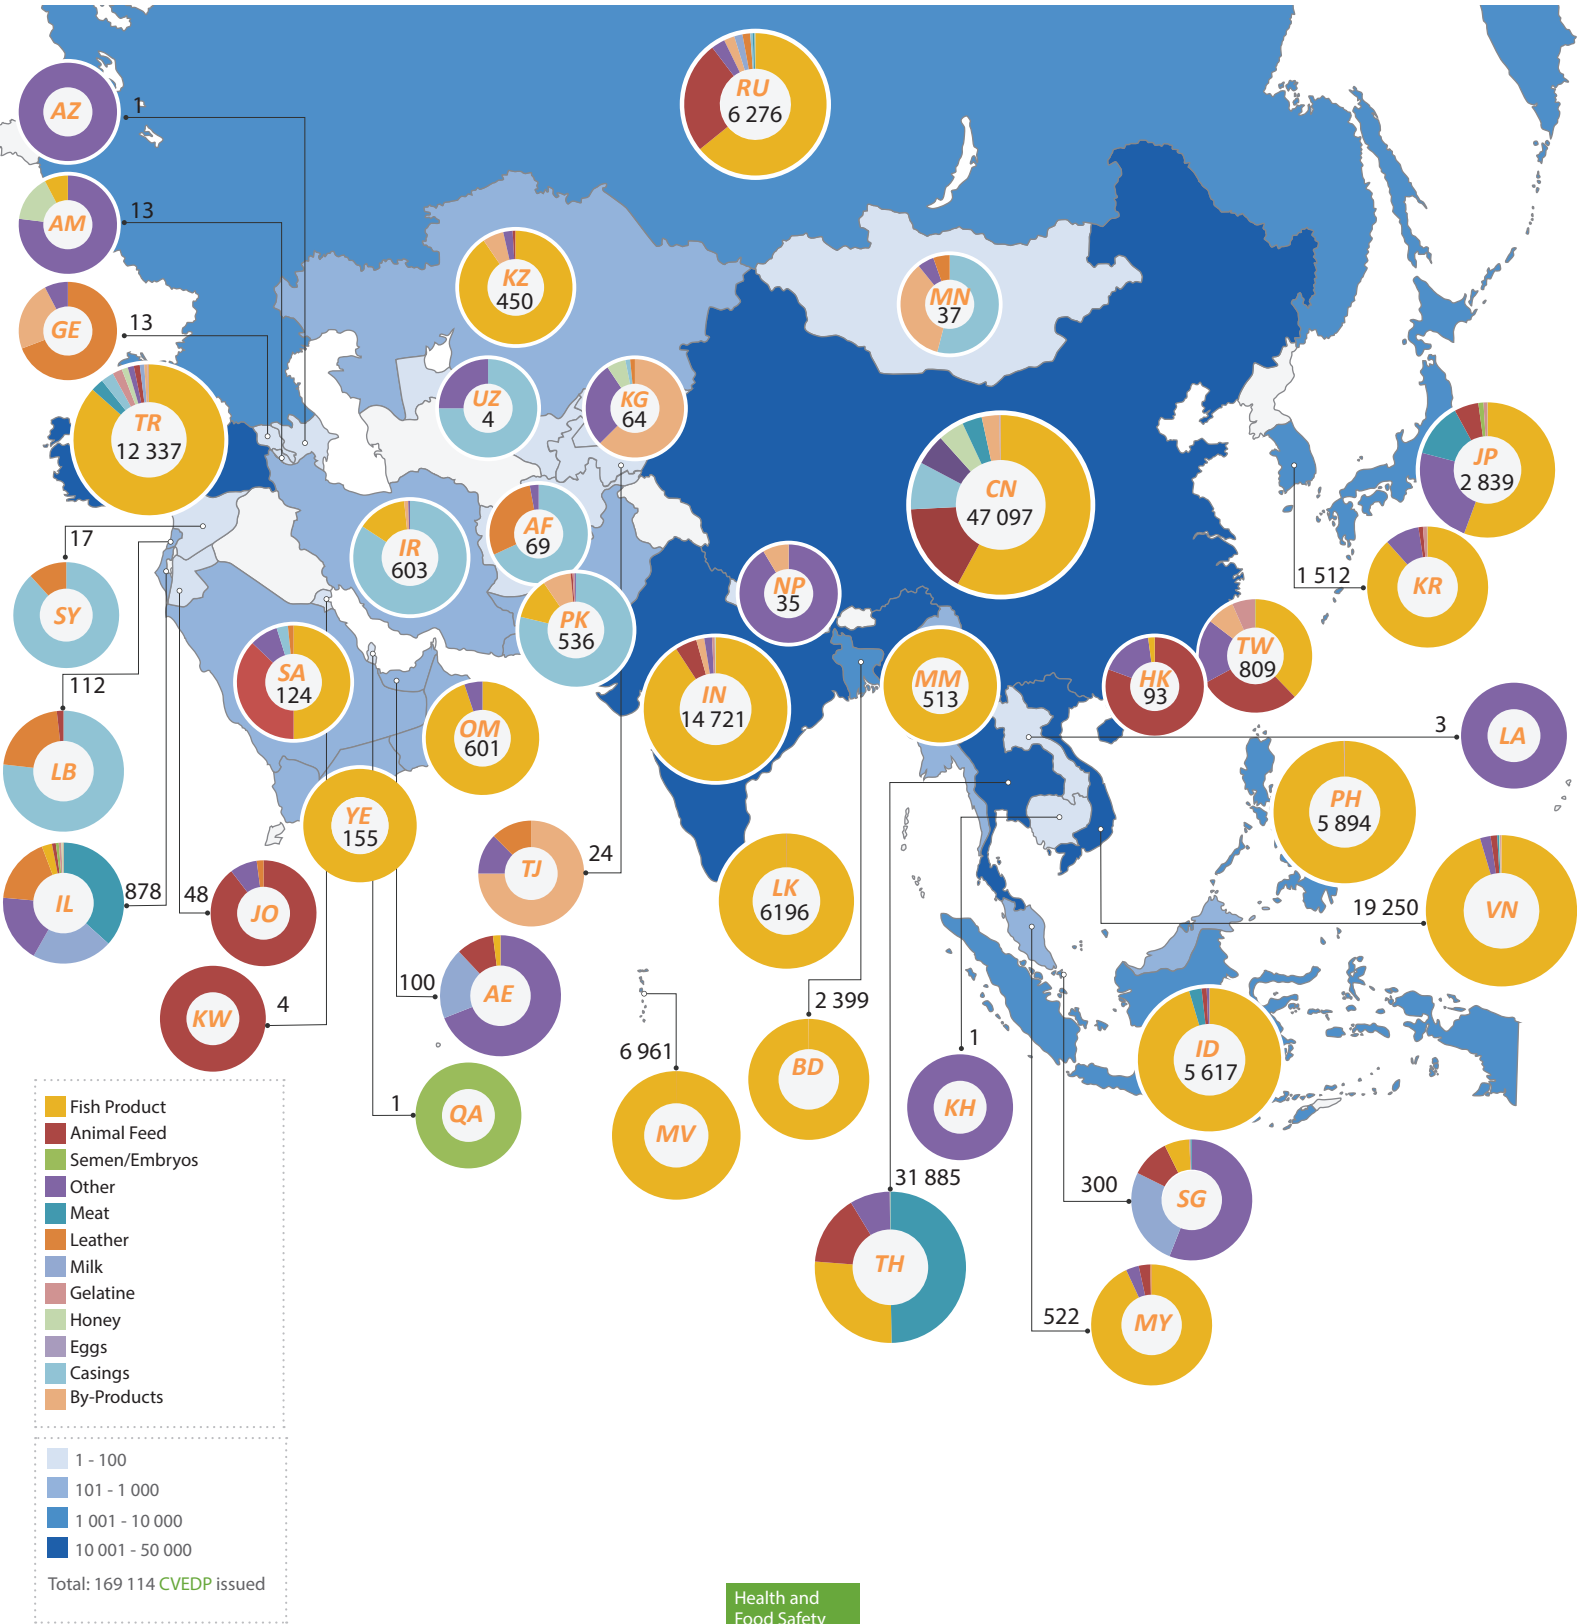 RU
6 276
AZ
1
AM
13
GE
13
KZ
450
MN
37
TR
12 337
UZ
4
KG
64
CN
47 097
JP
2 839
17
IR
603
AF
69
NP
35
1 512
KR
SY
PK
536
TW
809
112
SA
124
OM
601
IN
14 721
MM
513
HK
93
3
LA
LB
YE
155
PH
5 894
TJ
24
IL
878
48
JO
LK
6196
19 250
VN
KW
4
100
AE
2 399
6 961
1
ID
5 617
1
QA
MV
BD
KH
31 885
300
SG
TH
522
MY
Fish Product
Animal Feed
Semen/Embryos
Other
Meat
Leather
Milk
Gelatine
Honey
Eggs
Casings
By-Products
1 - 100
101 - 1 000
1 001 - 10 000
10 001 - 50 000
Total: 169 114 CVEDP issued
Health and
Food Safety